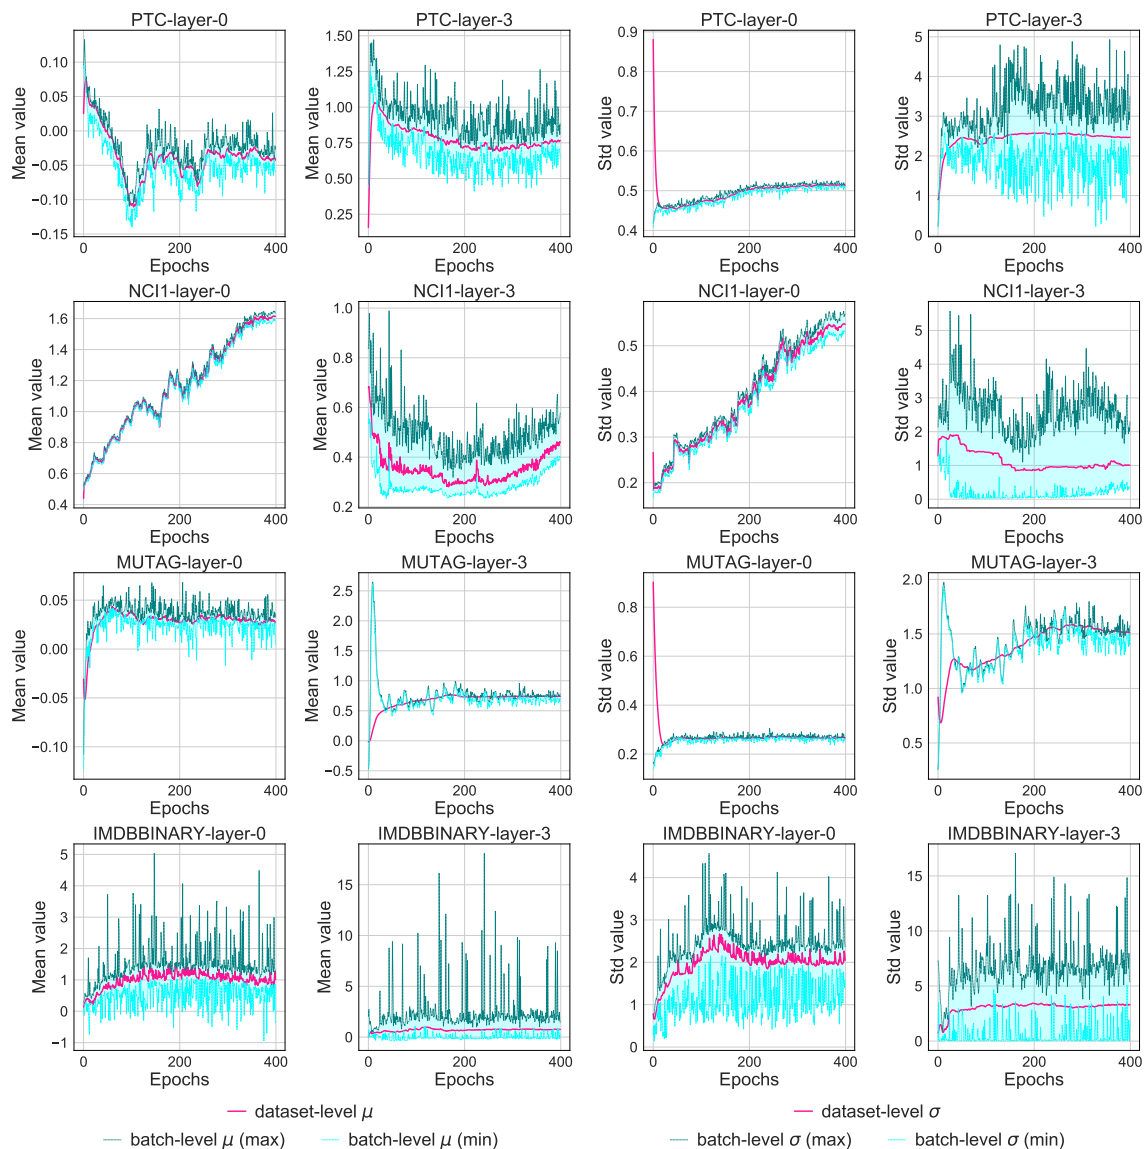 PTC-layer-0 PTC-layer-3 PTC-layer-0 PTC-layer-3
Mean value Mean value Std value Std value
0.10 0.05 0.00 −0.05 −0.10 −0.15
1.50 1.25 1.00 0.75 0.50 0.25
0.9 0.8 0.7 0.6 0.5 0.4
5 4 3 2 1 0
0 200 400 0 200 400 0 200 400 0 200 400
Epochs Epochs Epochs Epochs
NCI1-layer-0 NCI1-layer-3 NCI1-layer-0 NCI1-layer-3
Mean value Mean value Std value Std value
1.6 1.4 1.2 1.0 0.8 0.6 0.4
1.0 0.8 0.6 0.4 0.2
0.5 0.4 0.3 0.2
5 4 3 2 1 0
0 200 400 0 200 400 0 200 400 0 200 400
Epochs Epochs Epochs Epochs
MUTAG-layer-0 MUTAG-layer-3 MUTAG-layer-0 MUTAG-layer-3
Mean value Mean value Std value Std value
0.05 0.00 −0.05 −0.10
2.5 2.0 1.5 1.0 0.5 0.0 −0.5
0.8 0.6 0.4 0.2
2.0 1.5 1.0 0.5
0 200 400 0 200 400 0 200 400 0 200 400
Epochs Epochs Epochs Epochs
IMDBBINARY-layer-0 IMDBBINARY-layer-3 IMDBBINARY-layer-0 IMDBBINARY-layer-3
Mean value Mean value Std value Std value
5 4 3 2 1 0 −1
15 10 5 0
4 3 2 1 0
15 10 5 0
0 200 400 0 200 400 0 200 400 0 200 400
Epochs Epochs Epochs Epochs
dataset-level μ dataset-level σ
batch-level μ (max) batch-level μ (min) batch-level σ (max) batch-level σ (min)